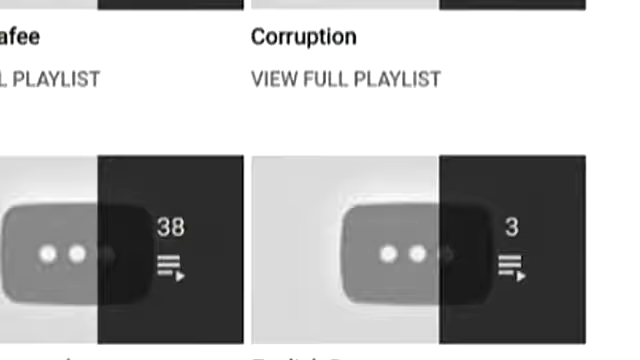 afee
Corruption
L PLAYLIST
VIEW FULL PLAYLIST
38
3